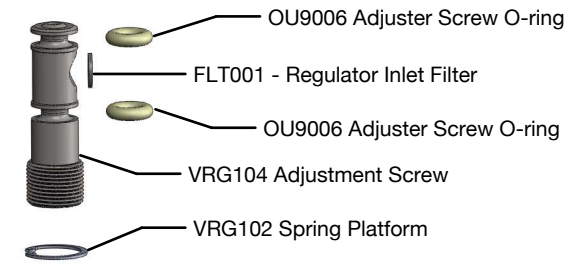 OU9006 Adjuster Screw O-ring
FLT001 - Regulator Inlet Filter
OU9006 Adjuster Screw O-ring
VRG104 Adjustment Screw
VRG102 Spring Platform